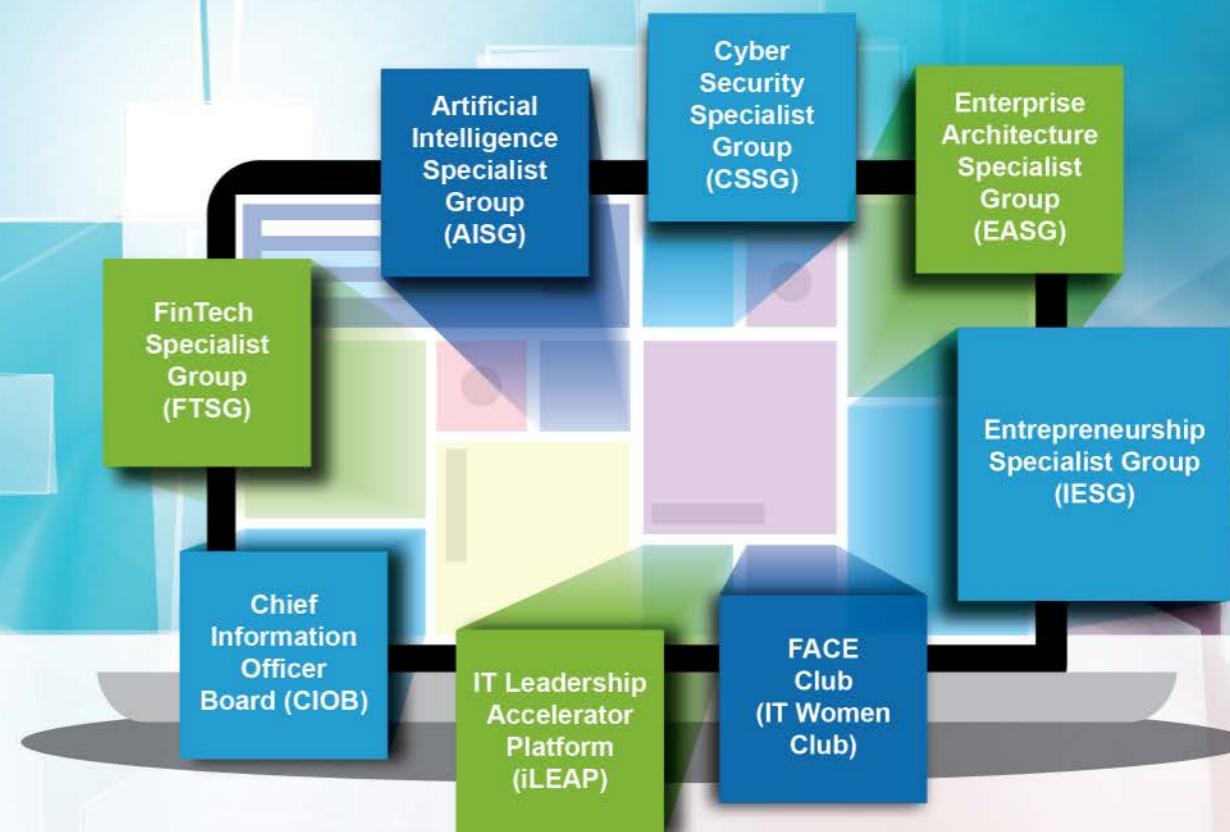 Cyber
Security
Specialist
Group
(CSSG)
Artificial
Intelligence
Specialist
Group
(AISG)
Enterprise
Architecture
Specialist
Group
(EASG)
FinTech
Specialist
Group
(FTSG)
Entrepreneurship
Specialist Group
(IESG)
Chief
Information
Officer
Board (CIOB)
IT Leadership
Accelerator
Platform
(iLEAP)
FACE
Club
(IT Women
Club)